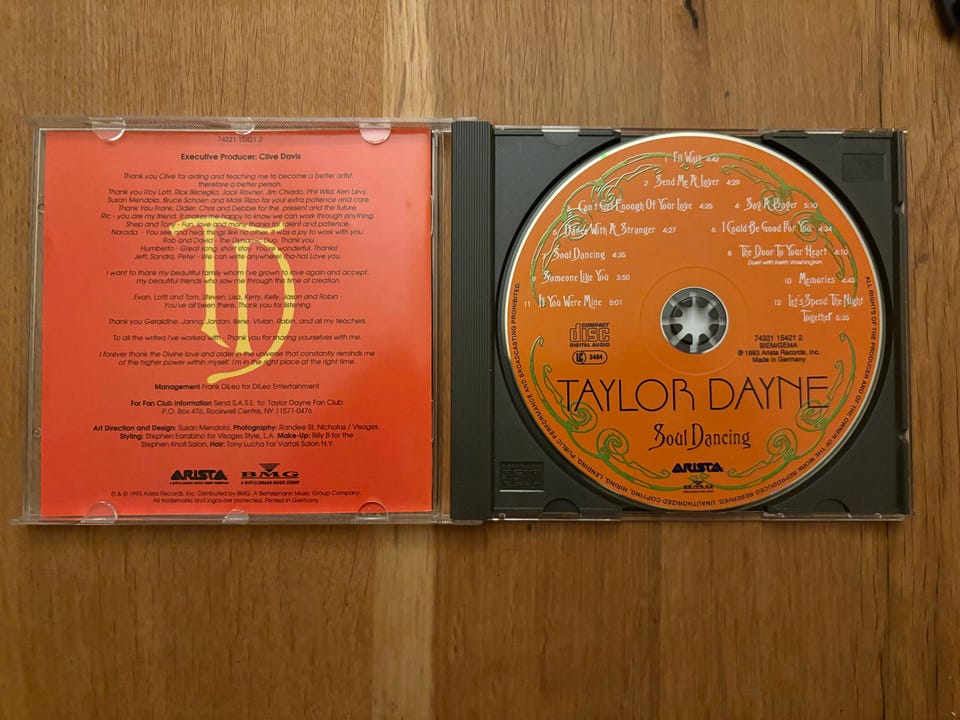 74321 15421 2
Executive Producer: Clive Davis
Thank you Clive for aiding and teaching me to become a better artist,
therefore a better person.
Thank you Roy Lott, Rick Bisceglia, Jack Rovner, Jim Chiado, Phil Wild, Ken Levy,
Susan Mendola, Bruce Schoen and Mark Rizzo for your extra patience and care.
Thank You Frank, Didier, Chris and Debbie for the present and the future.
Ric - you are my friend. It makes me happy to know we can work through anything
Shep and Tony - Fun, love and many thanks for talent and patience.
Narada - You see and hear things like no other. It was a joy to work with you.
Rob and David - The Dynamic Duo. Thank you
Humberto - Great song, short stay. You're wonderful. Thanks!
Jeff, Sandra, Peter - We can write anywhere (ha-ha) Love you.
I want to thank my beautiful family whom I've grown to love again and accept,
my beautiful friends who saw me through this time of creation.
Evan, Lotti and Tom, Steven, Lisa, Kerry, Kelly, Jason and Robin -
You've all been there. Thank you for listening.
Thank you Geraldine, Janna, Jordan, Ilene, Vivian, Robin, and all my teachers.
To all the writers I've worked with - Thank you for sharing yourselves with me.
I forever thank the Divine love and order of the universe that constantly reminds me
of the higher power within myself. I'm in the right place at the right time.
TD
Management Frank DiLeo for DiLeo Entertainment
For Fan Club Information Send S.A.S.E. to: Taylor Dayne Fan Club
P.O. Box 476, Rockwell Centre, NY 11571-0476
Art Direction and Design: Susan Mendola, Photography: Randee St. Nicholas / Visages,
Styling: Stephen Earabino for Visages Style, L.A. Make-Up: Billy B for the
Stephen Knoll Salon, Hair: Tony Lucha For Vartali Salon N.Y.
ARISTA
BMG
A BERTELSMANN MUSIC GROUP COMPANY
A BERTELSMANN MUSIC GROUP
℗ & © 1993 Arista Records, Inc. Distributed by BMG. A Bertelsmann Music Group Company.
All trademarks and logos are protected. Printed in Germany
1 I'll Wait 4:42
2 Send Me A Lover 4:29
3 Can't Get Enough Of Your Love 4:25
4 Say A Prayer 5:10
5 Dance With A Stranger 4:27
6 I Could Be Good For You 4:24
7 Soul Dancing 4:35
8 The Door To Your Heart 4:10
Duet with Keith Washington
9 Someone Like You 3:50
10 Memories 4:43
11 If You Were Mine 5:01
12 Let's Spend The Night
Together 5:35
COMPACT
disc
DIGITAL AUDIO
LC 3484
74321 15421 2
BIEM/GEMA
℗ 1993 Arista Records, Inc.
Made in Germany
TAYLOR DAYNE
Soul Dancing
ARISTA
BMG
ALL RIGHTS OF THE PRODUCER AND OF THE OWNER OF THE WORK REPRODUCED RESERVED. UNAUTHORIZED COPYING, HIRING, LENDING, PUBLIC PERFORMANCE AND BROADCASTING PROHIBITED.